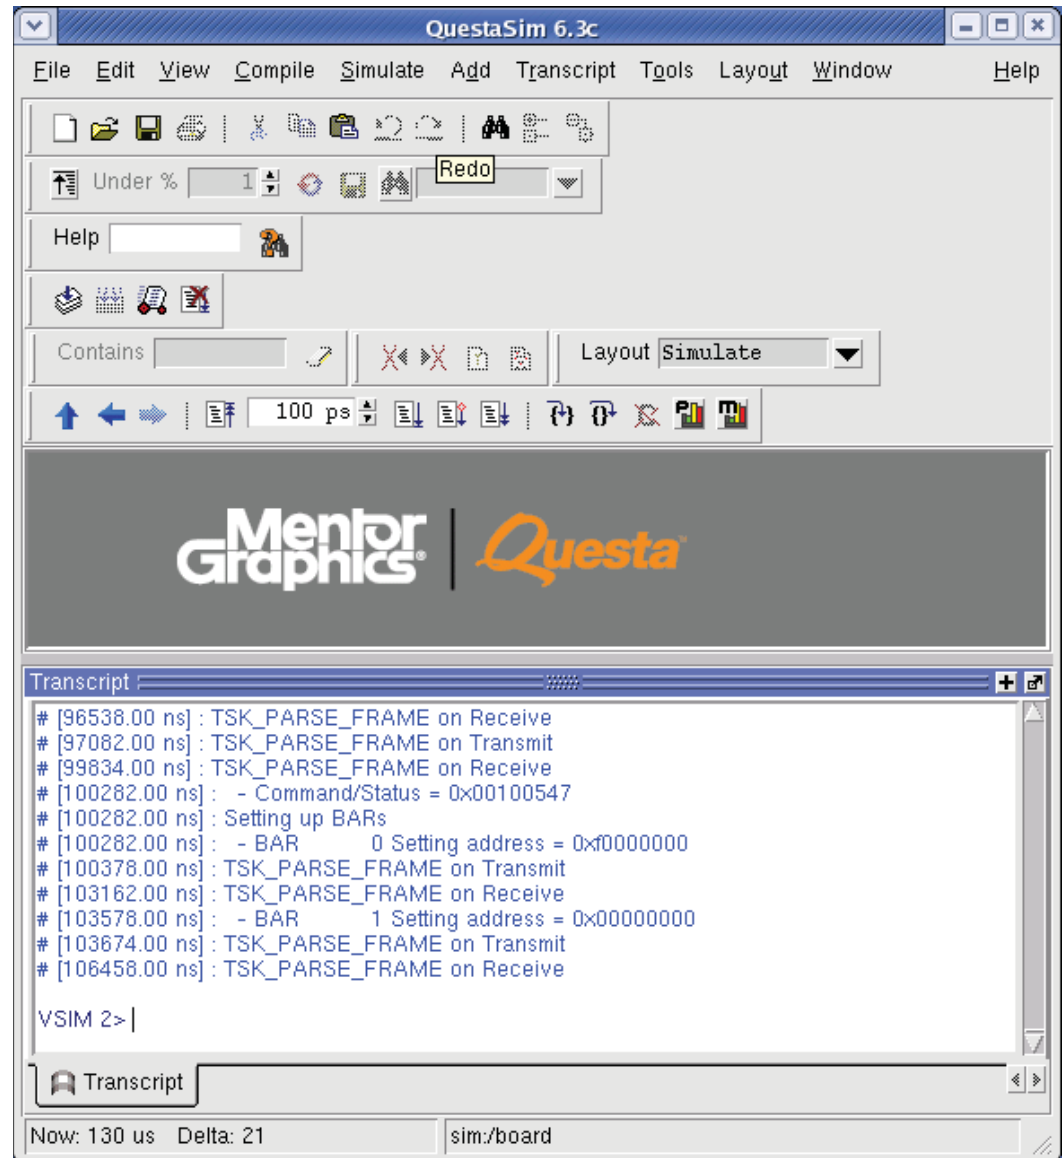 QuestaSim 6.3c
File Edit View Compile Simulate Add Transcript Tools Layout Window Help
Redo
Under % 1
Help
Contains Layout Simulate
100 ps
Mentor Graphics® Questa™
Transcript
# [96538.00 ns] : TSK_PARSE_FRAME on Receive
# [97082.00 ns] : TSK_PARSE_FRAME on Transmit
# [99834.00 ns] : TSK_PARSE_FRAME on Receive
# [100282.00 ns] :  - Command/Status = 0x00100547
# [100282.00 ns] : Setting up BARs
# [100282.00 ns] :  - BAR        0 Setting address = 0xf0000000
# [100378.00 ns] : TSK_PARSE_FRAME on Transmit
# [103162.00 ns] : TSK_PARSE_FRAME on Receive
# [103578.00 ns] :  - BAR        1 Setting address = 0x00000000
# [103674.00 ns] : TSK_PARSE_FRAME on Transmit
# [106458.00 ns] : TSK_PARSE_FRAME on Receive
VSIM 2>
Transcript
Now: 130 us Delta: 21 sim:/board